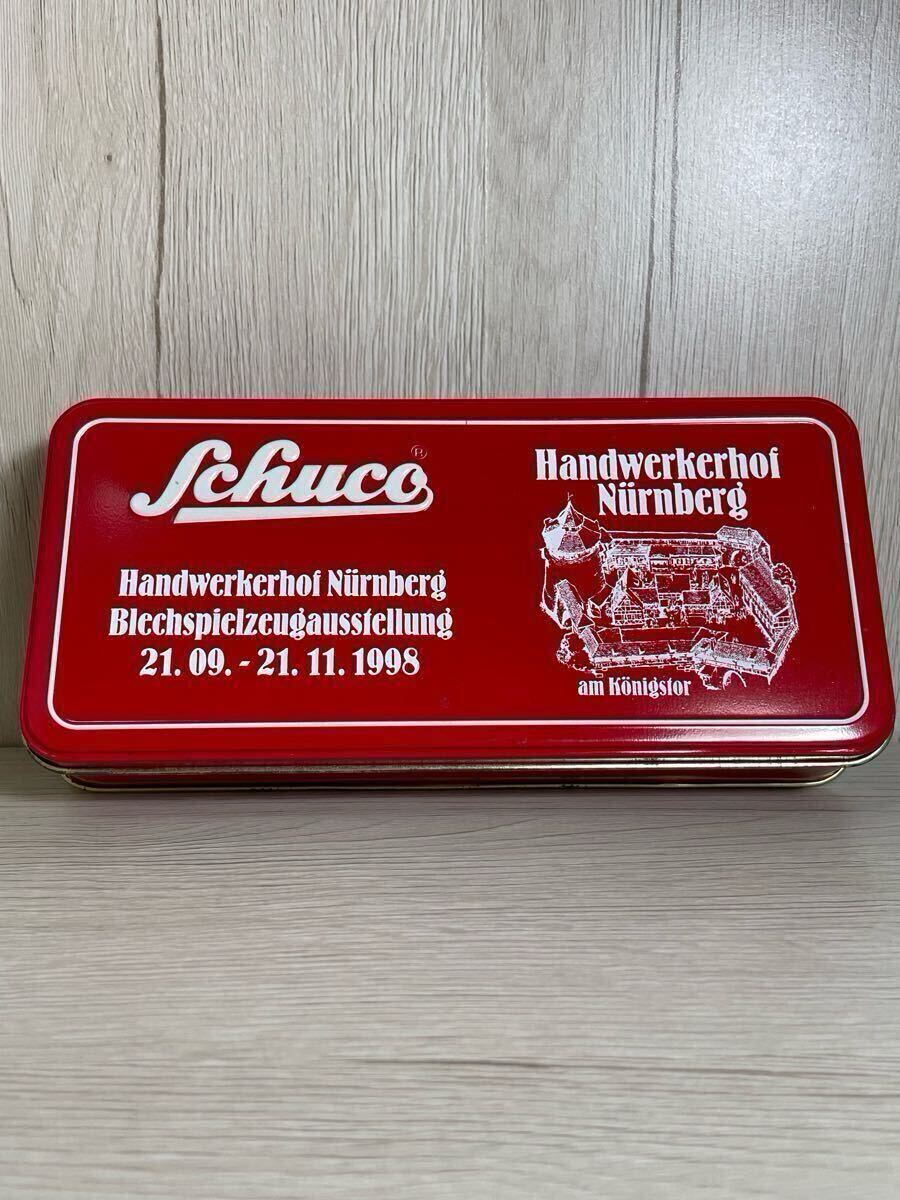 Schuco®
Handwerkerhof Nürnberg
Blechspielzeugausstellung
21. 09. - 21. 11. 1998
Handwerkerhof
Nürnberg
am Königstor